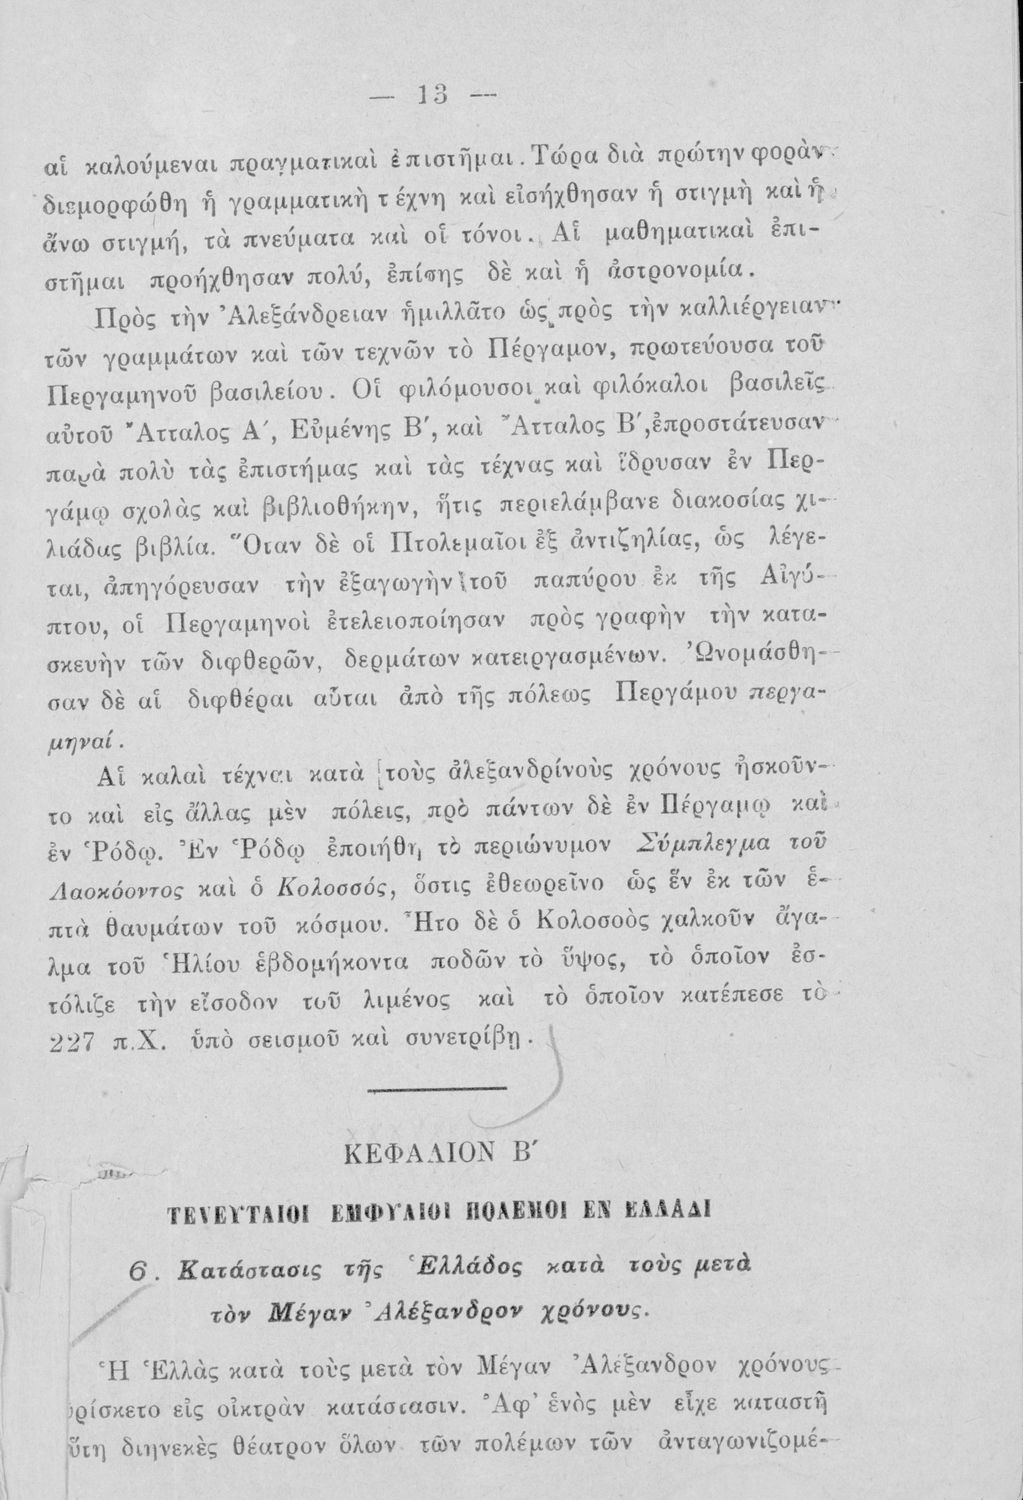 — 13 —
αἱ καλούμεναι πραγματικαὶ ἐπιστῆμαι. Τώρα διὰ πρώτην φορὰν
διεμορφώθη ἡ γραμματικὴ τέχνη καὶ εἰσήχθησαν ἡ στιγμὴ καὶ ἡ
ἄνω στιγμή, τὰ πνεύματα καὶ οἱ τόνοι. Αἱ μαθηματικαὶ ἐπι-
στῆμαι προήχθησαν πολύ, ἐπίσης δὲ καὶ ἡ ἀστρονομία.
Πρὸς τὴν Ἀλεξάνδρειαν ἡμιλλᾶτο ὡς πρὸς τὴν καλλιέργειαν
τῶν γραμμάτων καὶ τῶν τεχνῶν τὸ Πέργαμον, πρωτεύουσα τοῦ
Περγαμηνοῦ βασιλείου. Οἱ φιλόμουσοι καὶ φιλόκαλοι βασιλεῖς
αὐτοῦ Ἄτταλος Α΄, Εὐμένης Β΄, καὶ Ἄτταλος Β΄, ἐπροστάτευσαν
παρὰ πολὺ τὰς ἐπιστήμας καὶ τὰς τέχνας καὶ ἵδρυσαν ἐν Περ-
γάμῳ σχολὰς καὶ βιβλιοθήκην, ἥτις περιελάμβανε διακοσίας χι-
λιάδας βιβλία. Ὅταν δὲ οἱ Πτολεμαῖοι ἐξ ἀντιζηλίας, ὡς λέγε-
ται, ἀπηγόρευσαν τὴν ἐξαγωγὴν τοῦ παπύρου ἐκ τῆς Αἰγύ-
πτου, οἱ Περγαμηνοὶ ἐτελειοποίησαν πρὸς γραφὴν τὴν κατα-
σκευὴν τῶν διφθερῶν, δερμάτων κατειργασμένων. Ὠνομάσθη-
σαν δὲ αἱ διφθέραι αὗται ἀπὸ τῆς πόλεως Περγάμου περγα-
μηναί.
Αἱ καλαὶ τέχναι κατὰ τοὺς ἀλεξανδρίνοὺς χρόνους ἠσκοῦν-
το καὶ εἰς ἄλλας μὲν πόλεις, πρὸ πάντων δὲ ἐν Πέργαμῳ καὶ
ἐν Ῥόδῳ. Ἐν Ῥόδῳ ἐποιήθη τὸ περιώνυμον Σύμπλεγμα τοῦ
Λαοκόοντος καὶ ὁ Κολοσσός, ὅστις ἐθεωρεῖνο ὡς ἓν ἐκ τῶν ἑ-
πτὰ θαυμάτων τοῦ κόσμου. Ἦτο δὲ ὁ Κολοσοὸς χαλκοῦν ἄγα-
λμα τοῦ Ἡλίου ἑβδομήκοντα ποδῶν τὸ ὕψος, τὸ ὁποῖον ἐσ-
τόλιζε τὴν εἴσοδον τοῦ λιμένος καὶ τὸ ὁποῖον κατέπεσε τὸ
227 π.Χ. ὑπὸ σεισμοῦ καὶ συνετρίβη.
ΚΕΦΑΛΙΟΝ Β΄
ΤΕΥΕΥΤΑΙΟΙ ΕΜΦΥΛΙΟΙ ΠΟΛΕΜΟΙ ΕΝ ΕΛΛΑΔΙ
6. Κατάστασις τῆς Ἑλλάδος κατὰ τοὺς μετὰ
τὸν Μέγαν Ἀλέξανδρον χρόνους.
Ἡ Ἑλλὰς κατὰ τοὺς μετὰ τὸν Μέγαν Ἀλέξανδρον χρόνους
ὑρίσκετο εἰς οἰκτρὰν κατάστασιν. Ἀφ' ἑνὸς μὲν εἶχε καταστῆ
ὕτη διηνεκὲς θέατρον ὅλων τῶν πολέμων τῶν ἀνταγωνιζομέ-